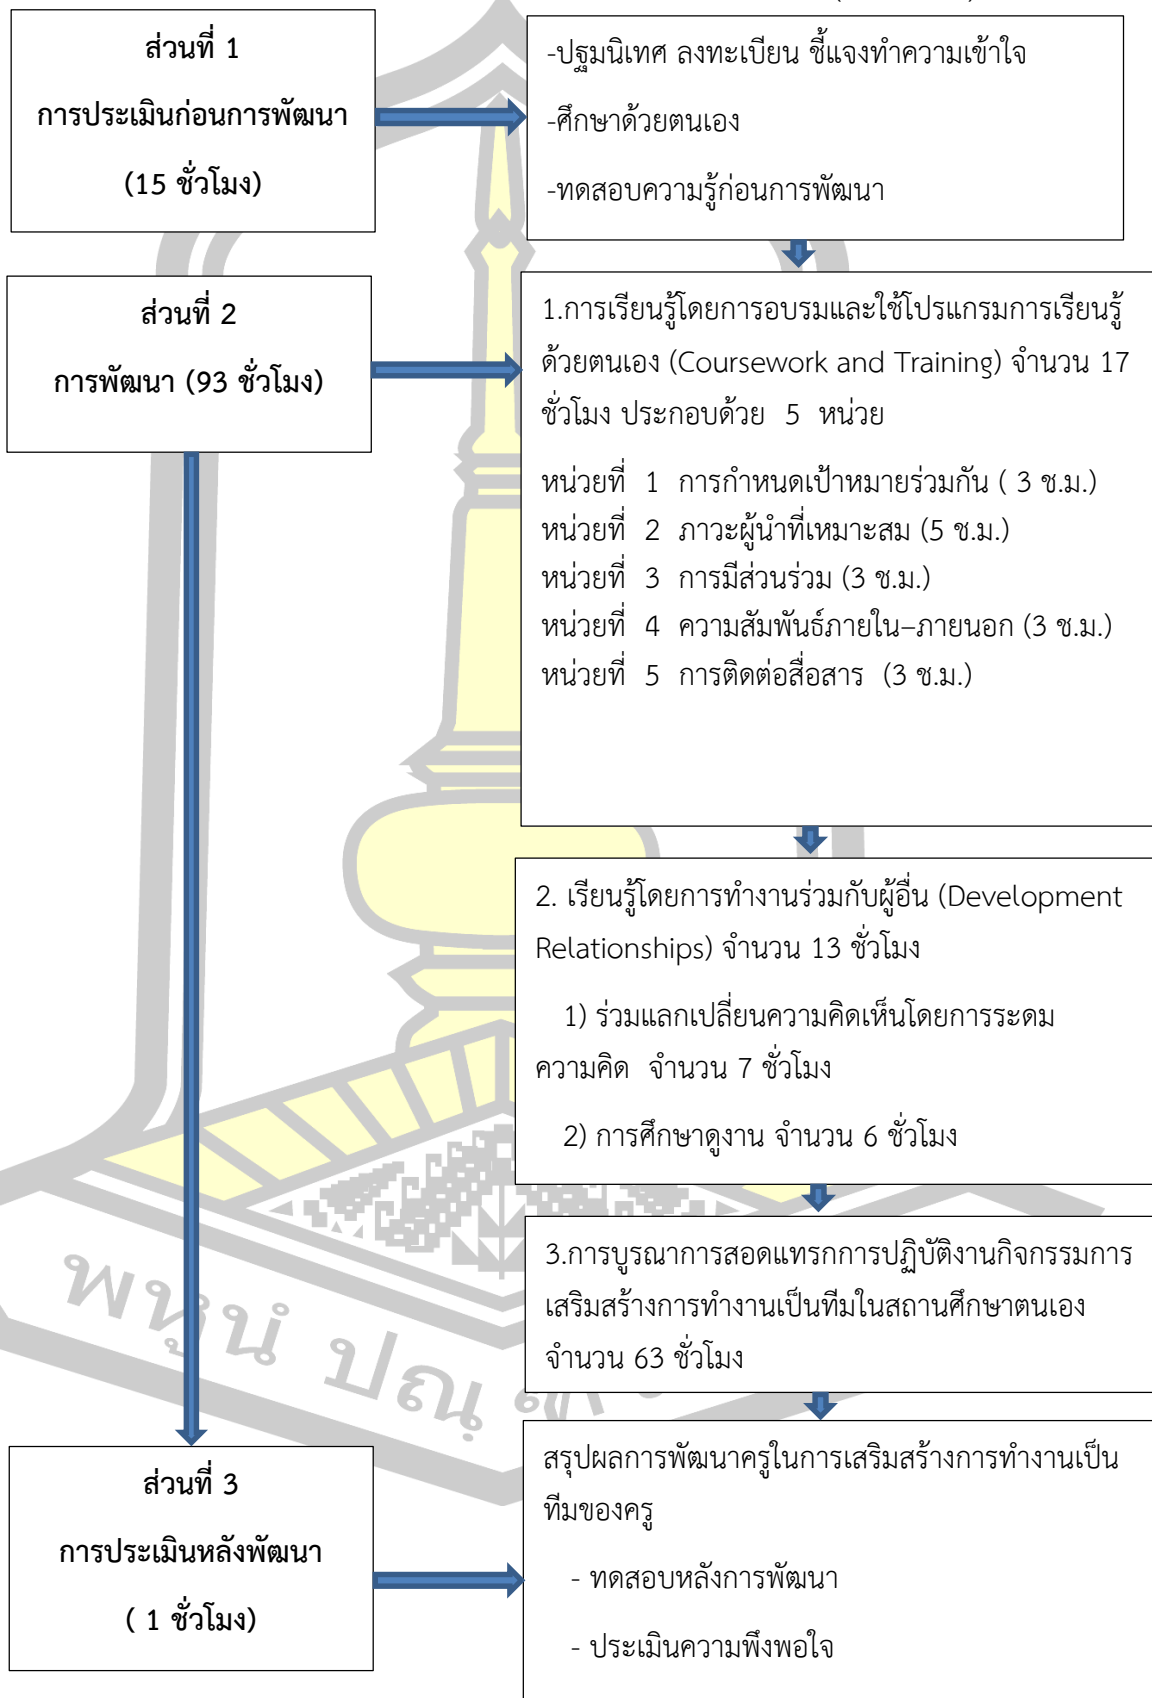 ส่วนที่ 1
การประเมินก่อนการพัฒนา
(15 ชั่วโมง)
-ปฐมนิเทศ ลงทะเบียน ชี้แจงทำความเข้าใจ
-ศึกษาด้วยตนเอง
-ทดสอบความรู้ก่อนการพัฒนา
ส่วนที่ 2
การพัฒนา (93 ชั่วโมง)
1.การเรียนรู้โดยการอบรมและใช้โปรแกรมการเรียนรู้
ด้วยตนเอง (Coursework and Training) จำนวน 17
ชั่วโมง ประกอบด้วย 5 หน่วย
หน่วยที่ 1 การกำหนดเป้าหมายร่วมกัน ( 3 ช.ม.)
หน่วยที่ 2 ภาวะผู้นำที่เหมาะสม (5 ช.ม.)
หน่วยที่ 3 การมีส่วนร่วม (3 ช.ม.)
หน่วยที่ 4 ความสัมพันธ์ภายใน–ภายนอก (3 ช.ม.)
หน่วยที่ 5 การติดต่อสื่อสาร (3 ช.ม.)
2. เรียนรู้โดยการทำงานร่วมกับผู้อื่น (Development
Relationships) จำนวน 13 ชั่วโมง
1) ร่วมแลกเปลี่ยนความคิดเห็นโดยการระดม
ความคิด จำนวน 7 ชั่วโมง
2) การศึกษาดูงาน จำนวน 6 ชั่วโมง
3.การบูรณาการสอดแทรกการปฏิบัติงานกิจกรรมการ
เสริมสร้างการทำงานเป็นทีมในสถานศึกษาตนเอง
จำนวน 63 ชั่วโมง
พหูนํ ปณฺ
ส่วนที่ 3
การประเมินหลังพัฒนา
( 1 ชั่วโมง)
สรุปผลการพัฒนาครูในการเสริมสร้างการทำงานเป็น
ทีมของครู
- ทดสอบหลังการพัฒนา
- ประเมินความพึงพอใจ